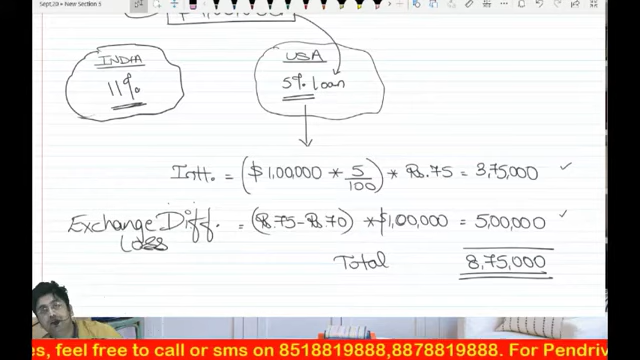 Sept.20 + New Section 5
INDIA
11%
USA
5% loan
Intt. = ($1,00,000 * 5/100) * Rs.75 = 3,75,000 ✓
Exchange Diff. = (Rs.75-Rs.70) * $1,00,000 = 5,00,000 ✓
Loss
Total 8,75,000
es, feel free to call or sms on 8518819888,8878819888. For Pendriv